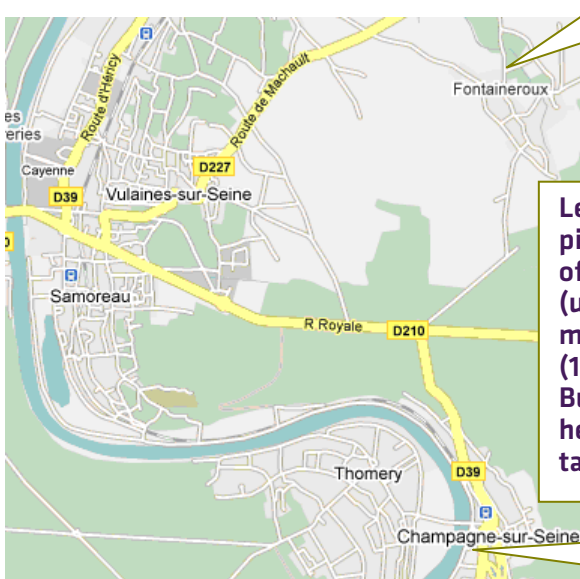 Route d'Héricy
Route de Machault
Fontaineroux
es
eries
Cayenne
D227
D39
Vulaines-sur-Seine
Samoreau
R Royale
D210
Thomery
D39
Champagne-sur-Seine
Le
pi
of
(u
m
(1
Bu
he
ta